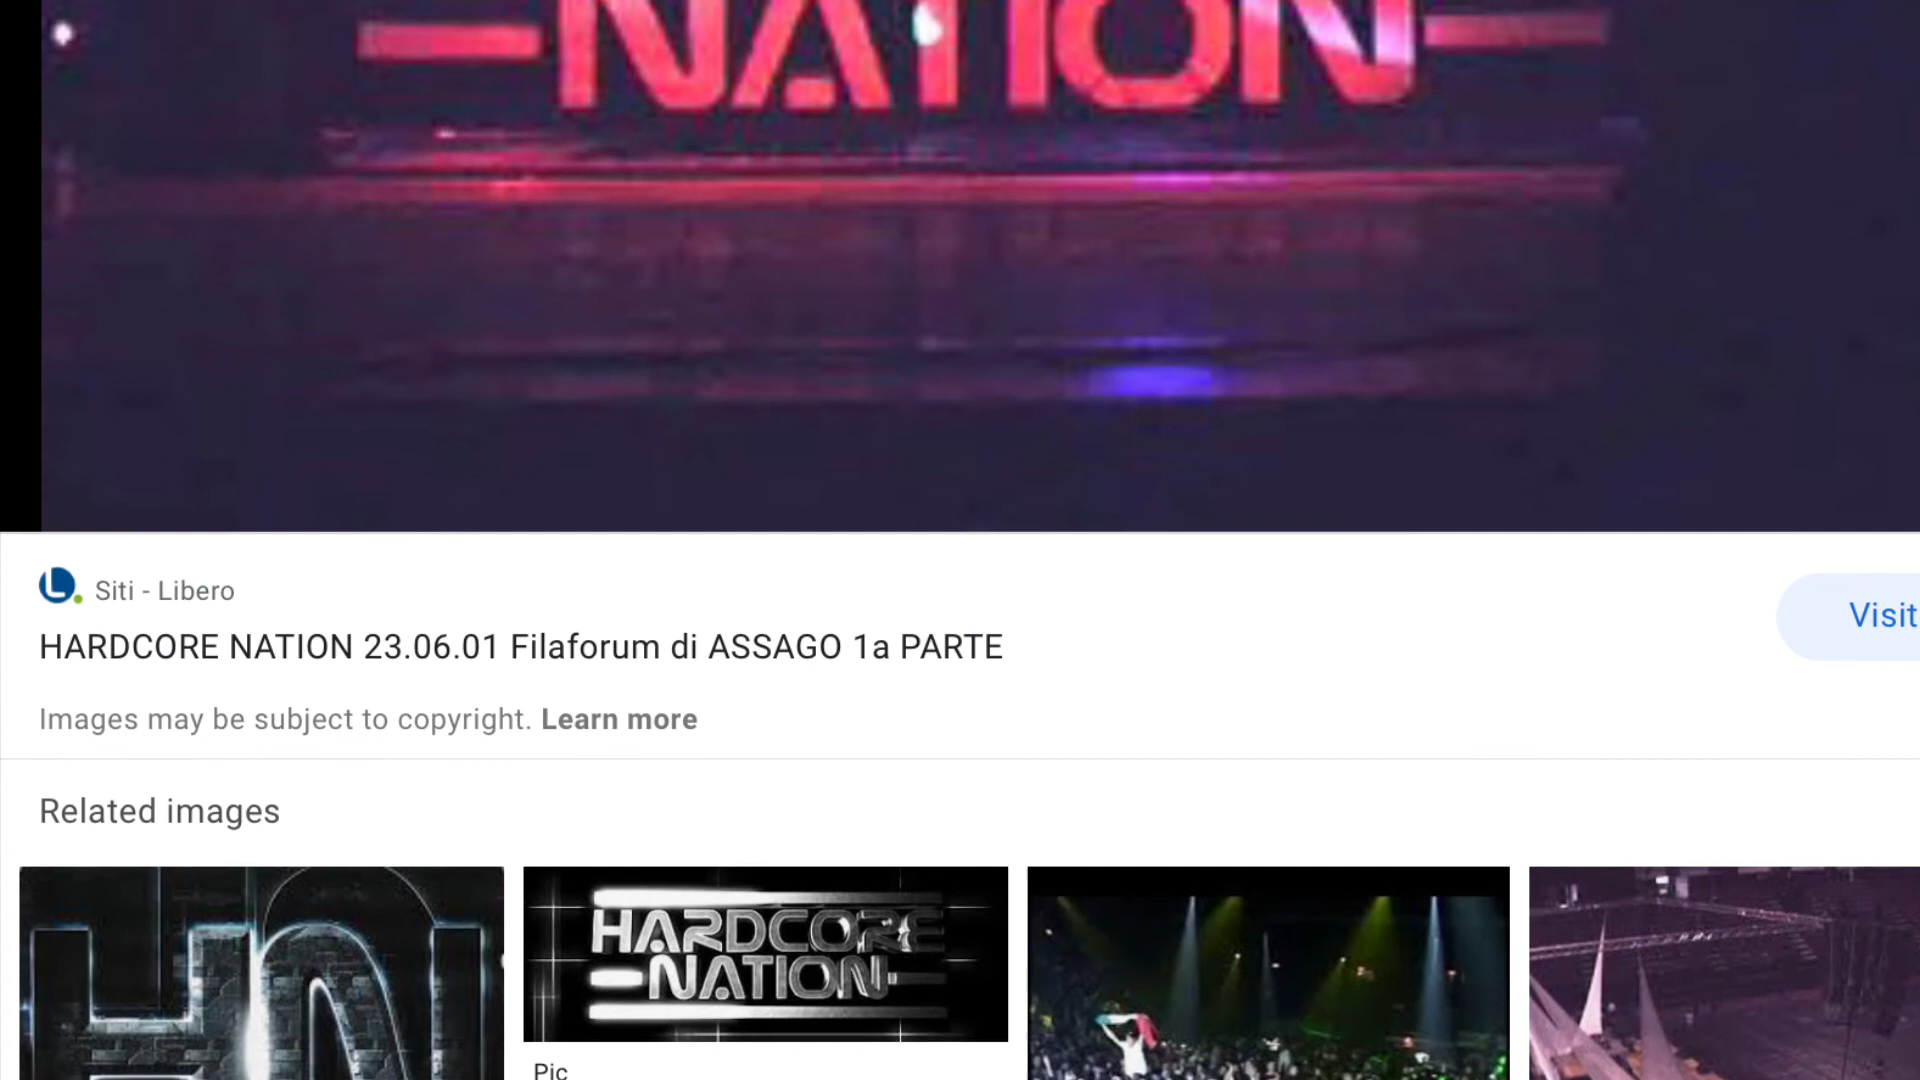 NATION
Siti - Libero
Visit
HARDCORE NATION 23.06.01 Filaforum di ASSAGO 1a PARTE
Images may be subject to copyright. Learn more
Related images
HN
HARDCORE
NATION
Pic